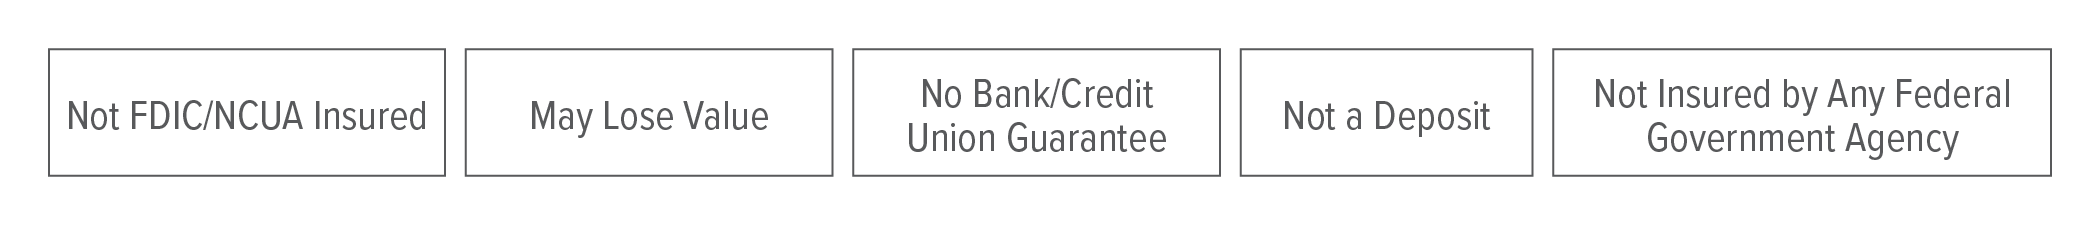 Not FDIC/NCUA Insured
May Lose Value
No Bank/Credit
Union Guarantee
Not a Deposit
Not Insured by Any Federal
Government Agency